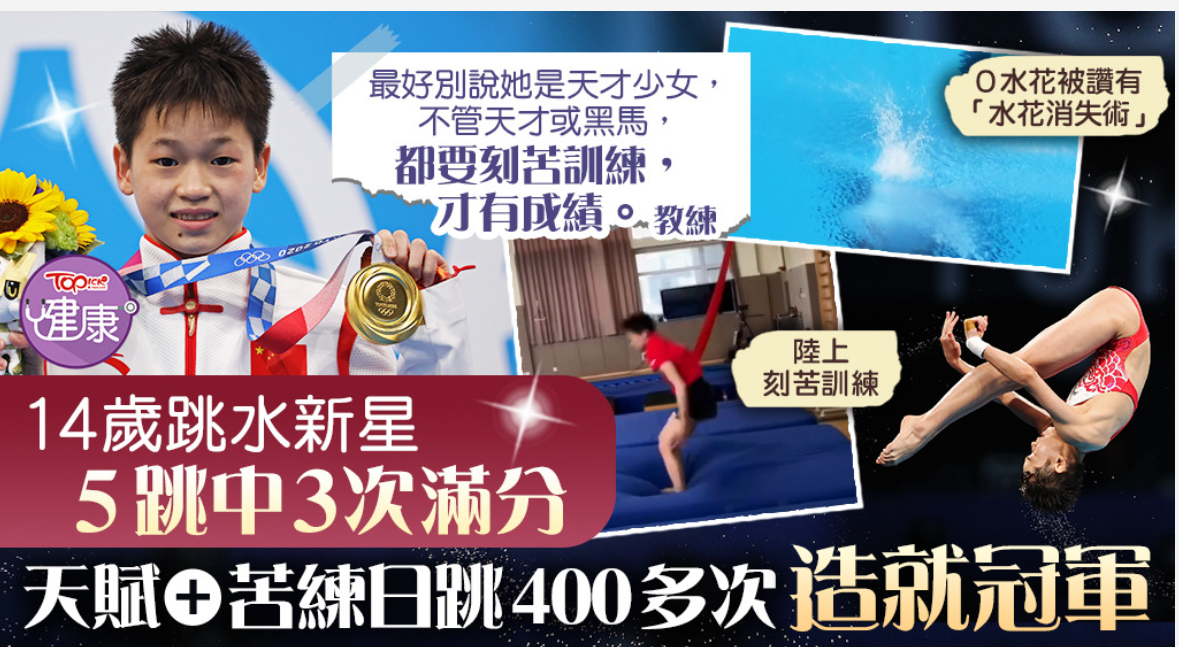 最好別說她是天才少女，
不管天才或黑馬，
都要刻苦訓練，
才有成績。教練
０水花被讚有
「水花消失術」
TOPick
健康
陸上
刻苦訓練
14歲跳水新星
5跳中3次滿分
天賦+苦練日跳400多次造就冠軍